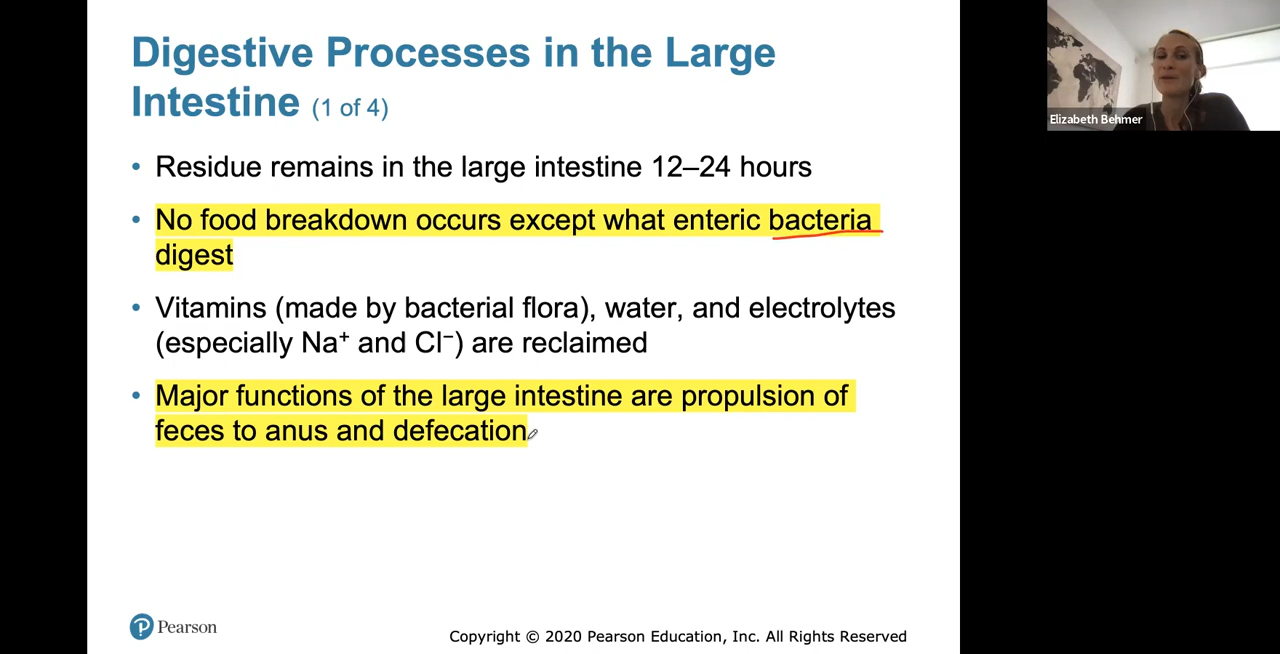 Digestive Processes in the Large
Intestine (1 of 4)
• Residue remains in the large intestine 12–24 hours
• No food breakdown occurs except what enteric bacteria
digest
• Vitamins (made by bacterial flora), water, and electrolytes
(especially Na⁺ and Cl⁻) are reclaimed
• Major functions of the large intestine are propulsion of
feces to anus and defecation
P Pearson
Copyright © 2020 Pearson Education, Inc. All Rights Reserved
Elizabeth Behmer